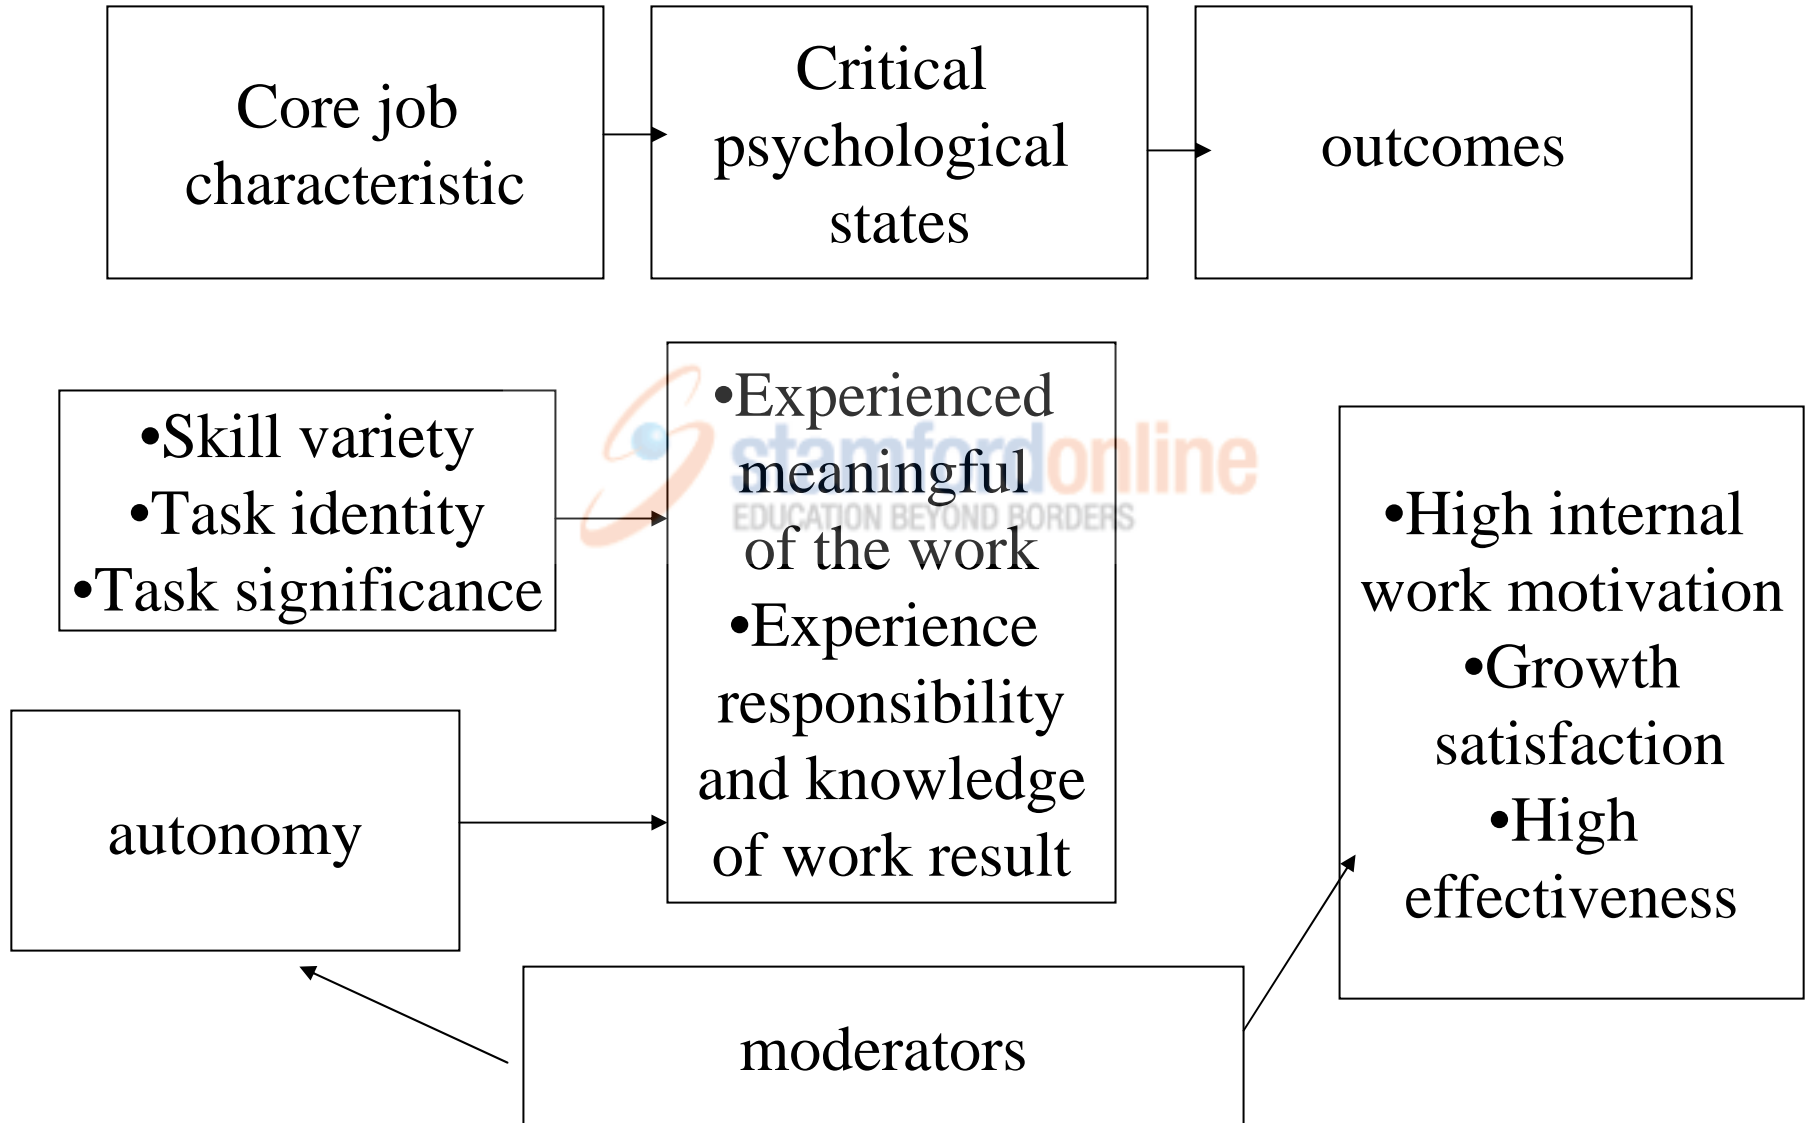 Core job
characteristic
Critical
psychological
states
outcomes
•Skill variety
•Task identity
•Task significance
•Experienced
meaningful
of the work
•Experience
responsibility
and knowledge
of work result
stamfordonline
EDUCATION BEYOND BORDERS
•High internal
work motivation
•Growth
satisfaction
•High
effectiveness
autonomy
moderators